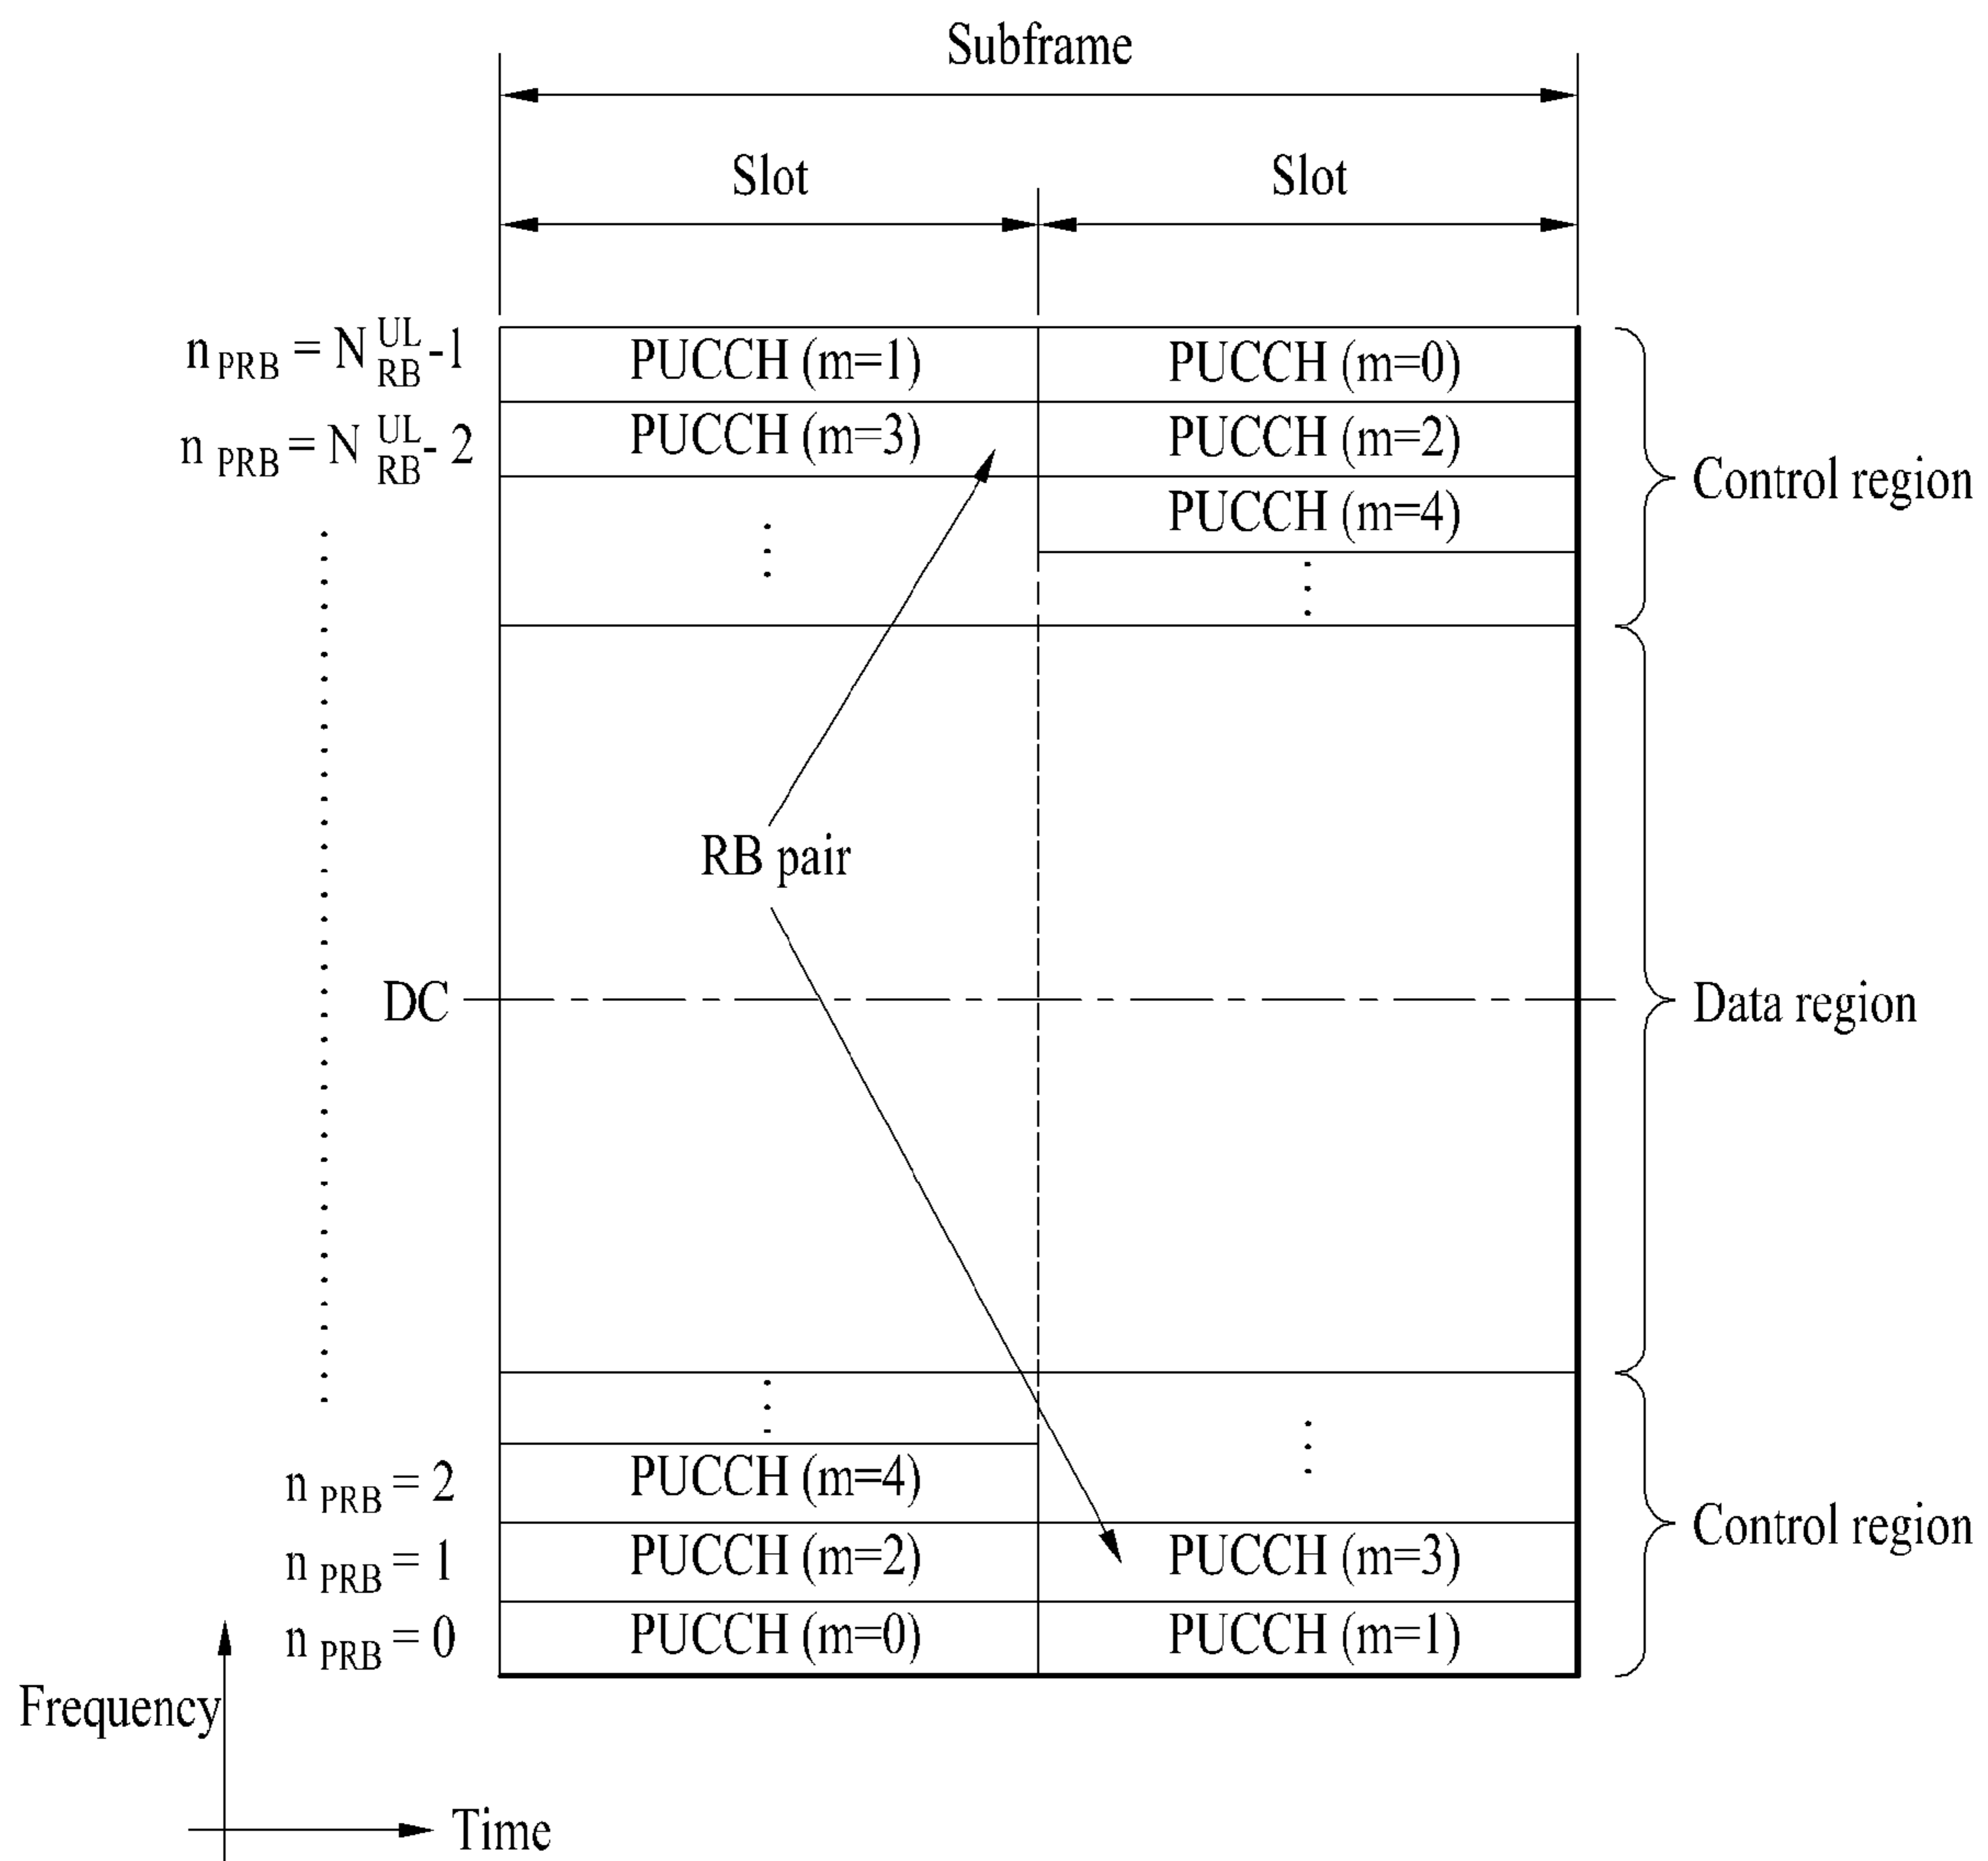 Subframe
Slot Slot
n PRB = N UL RB -1 PUCCH (m=1) PUCCH (m=0)
n PRB = N UL RB - 2 PUCCH (m=3) PUCCH (m=2)
Control region
PUCCH (m=4)
RB pair
DC
Data region
n PRB = 2 PUCCH (m=4)
Control region
n PRB = 1 PUCCH (m=2) PUCCH (m=3)
n PRB = 0 PUCCH (m=0) PUCCH (m=1)
Frequency
Time